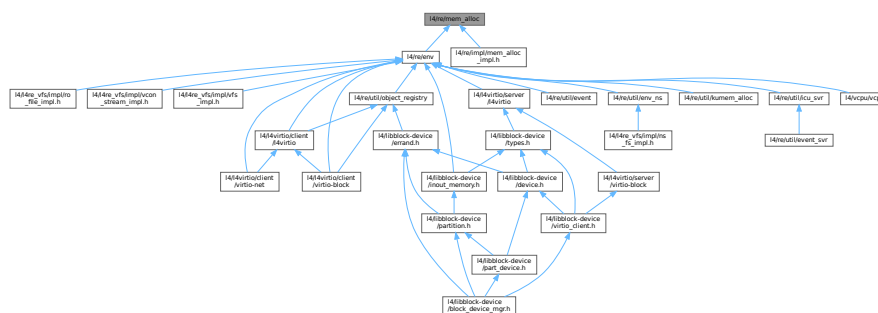 l4/re/mem_alloc
l4/re/env
l4/re/impl/mem_alloc
_impl.h
l4/l4re_vfs/impl/ro
_file_impl.h
l4/l4re_vfs/impl/vcon
_stream_impl.h
l4/l4re_vfs/impl/vfs
_impl.h
l4/re/util/object_registry
l4/l4virtio/server
/l4virtio
l4/re/util/event
l4/re/util/env_ns
l4/re/util/kumem_alloc
l4/re/util/icu_svr
l4/vcpu/vcp
l4/l4virtio/client
/l4virtio
l4/libblock-device
/errand.h
l4/libblock-device
/types.h
l4/l4re_vfs/impl/ns
_fs_impl.h
l4/re/util/event_svr
l4/l4virtio/client
/virtio-net
l4/l4virtio/client
/virtio-block
l4/libblock-device
/inout_memory.h
l4/libblock-device
/device.h
l4/l4virtio/server
/virtio-block
l4/libblock-device
/partition.h
l4/libblock-device
/virtio_client.h
l4/libblock-device
/part_device.h
l4/libblock-device
/block_device_mgr.h